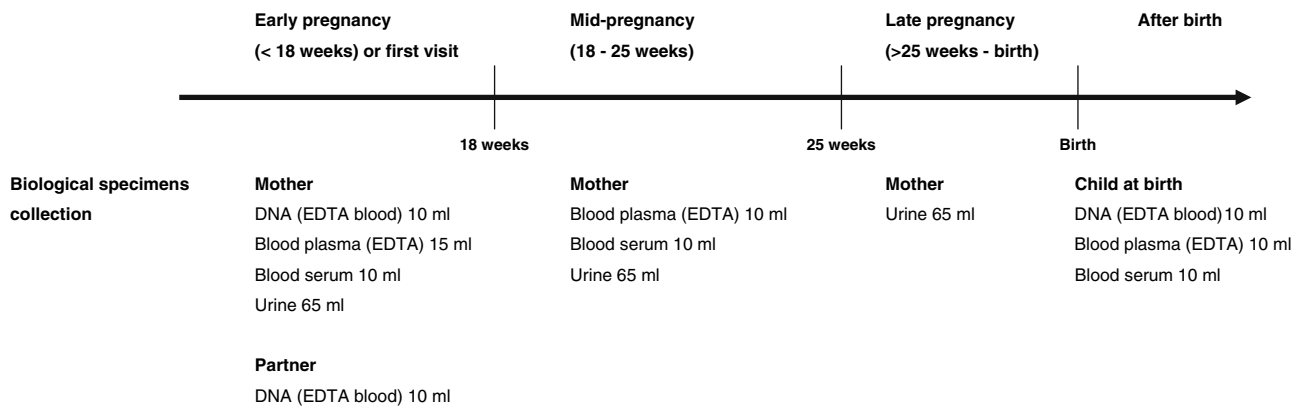 Early pregnancy
(< 18 weeks) or first visit
Mid-pregnancy
(18 - 25 weeks)
Late pregnancy
(>25 weeks - birth)
After birth
18 weeks
25 weeks
Birth
Biological specimens
collection
Mother
DNA (EDTA blood) 10 ml
Blood plasma (EDTA) 15 ml
Blood serum 10 ml
Urine 65 ml
Partner
DNA (EDTA blood) 10 ml
Mother
Blood plasma (EDTA) 10 ml
Blood serum 10 ml
Urine 65 ml
Mother
Urine 65 ml
Child at birth
DNA (EDTA blood) 10 ml
Blood plasma (EDTA) 10 ml
Blood serum 10 ml